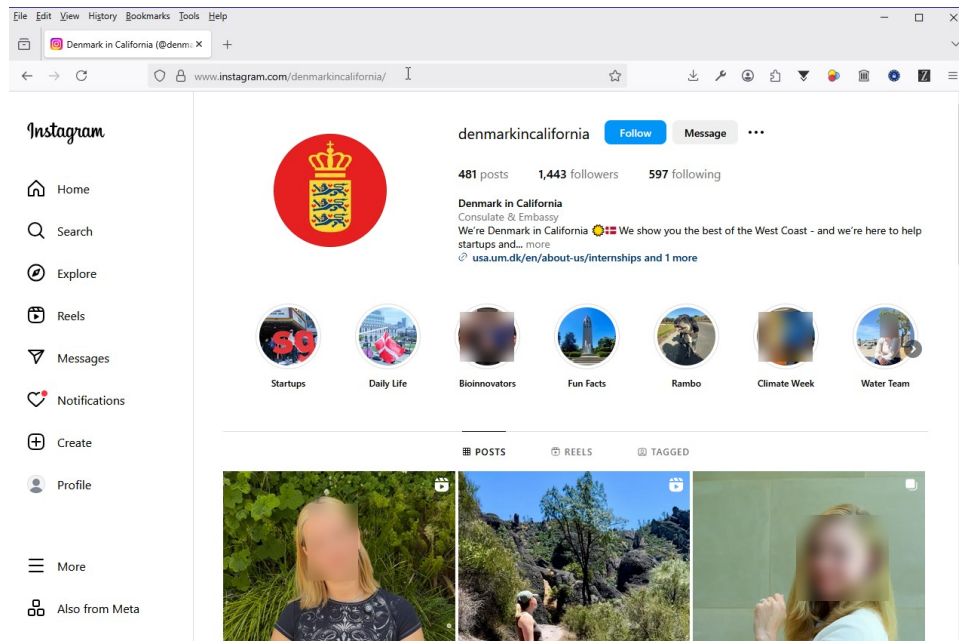 File Edit View History Bookmarks Tools Help
Denmark in California (@denma
www.instagram.com/denmarkincalifornia/
Instagram
Home
Search
Explore
Reels
Messages
Notifications
Create
Profile
More
Also from Meta
denmarkincalifornia Follow Message
481 posts 1,443 followers 597 following
Denmark in California
Consulate & Embassy
We're Denmark in California 🌞🇩🇰 We show you the best of the West Coast - and we're here to help
startups and... more
usa.um.dk/en/about-us/internships and 1 more
SO
Startups Daily Life Bioinnovators Fun Facts Rambo Climate Week Water Team
POSTS REELS TAGGED